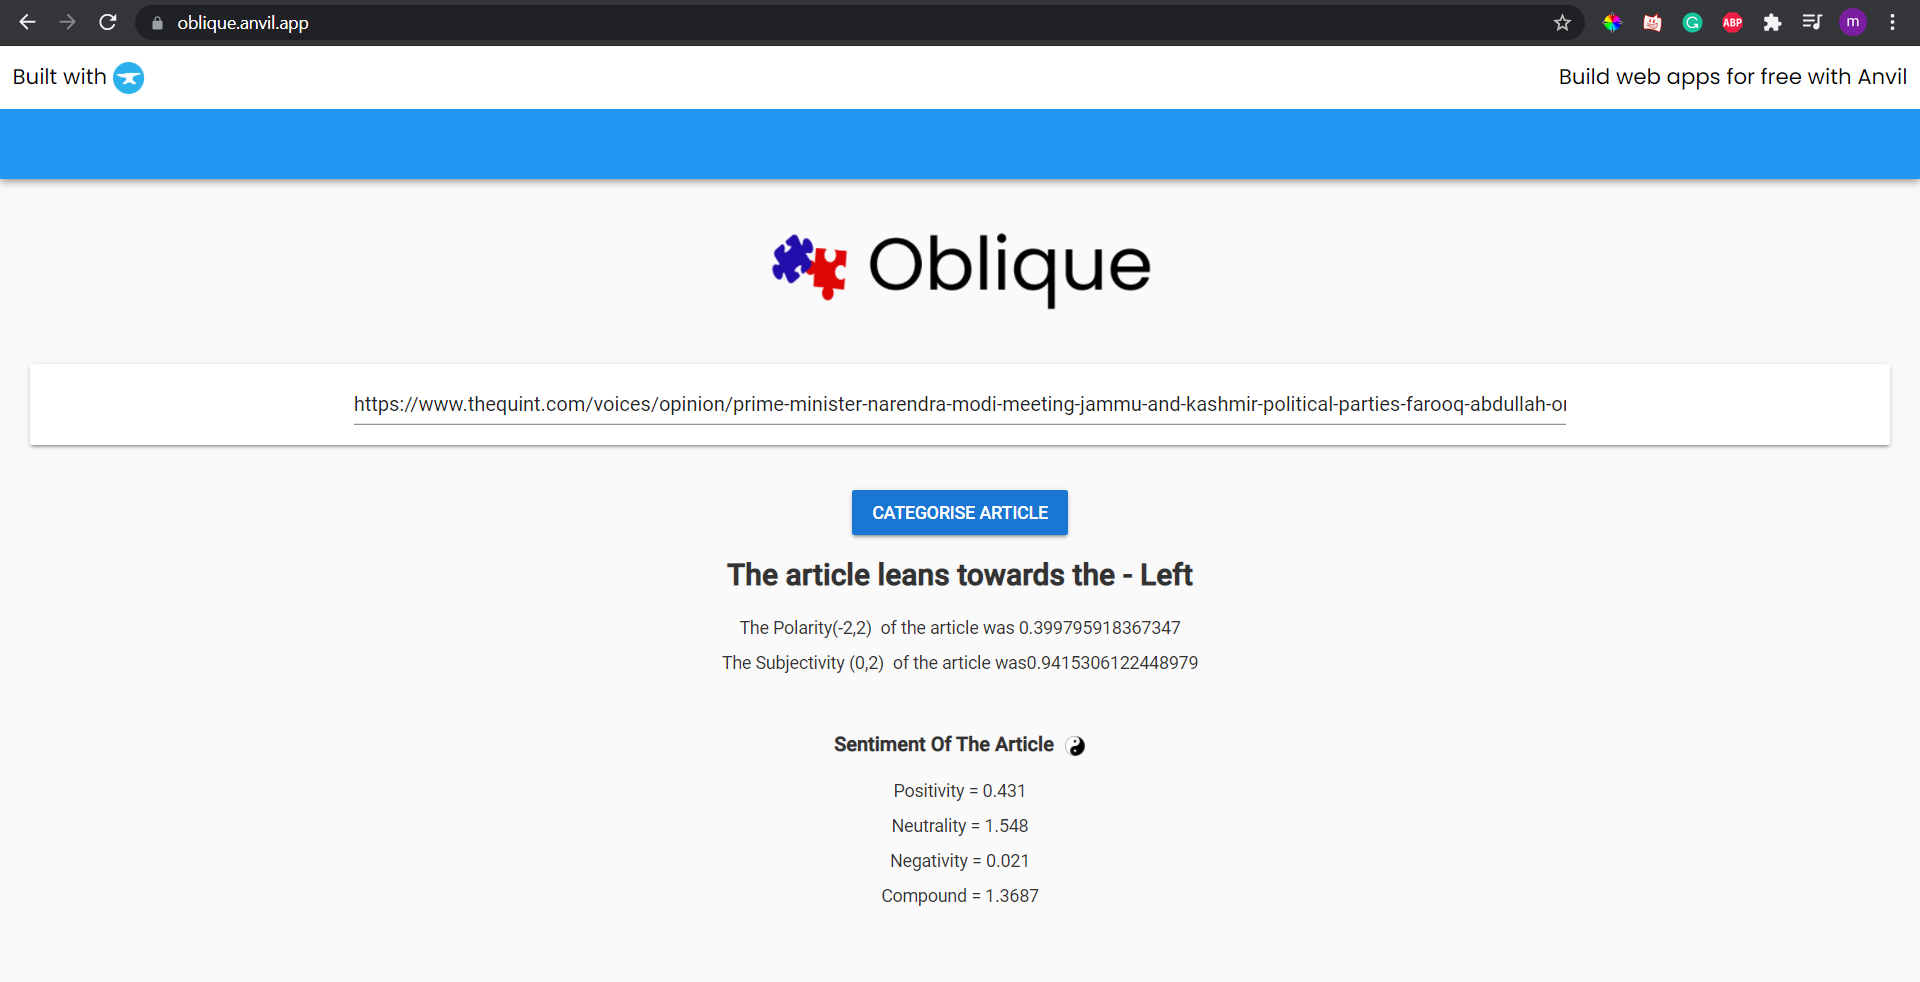 oblique.anvil.app
ABP
m
Built with
Build web apps for free with Anvil
Oblique
https://www.thequint.com/voices/opinion/prime-minister-narendra-modi-meeting-jammu-and-kashmir-political-parties-farooq-abdullah-
CATEGORISE ARTICLE
The article leans towards the - Left
The Polarity(-2,2) of the article was 0.399795918367347
The Subjectivity (0,2) of the article was0.9415306122448979
Sentiment Of The Article
Positivity = 0.431
Neutrality = 1.548
Negativity = 0.021
Compound = 1.3687